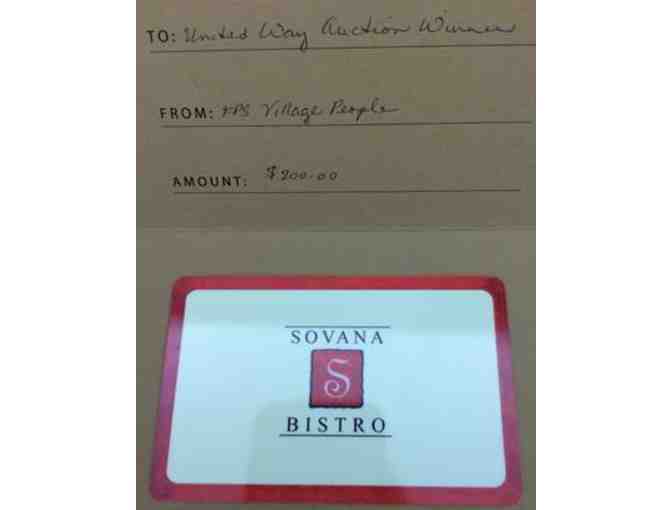 TO: United Way Auction Winner
FROM: Village People
AMOUNT: $200.00
SOVANA
S
BISTRO